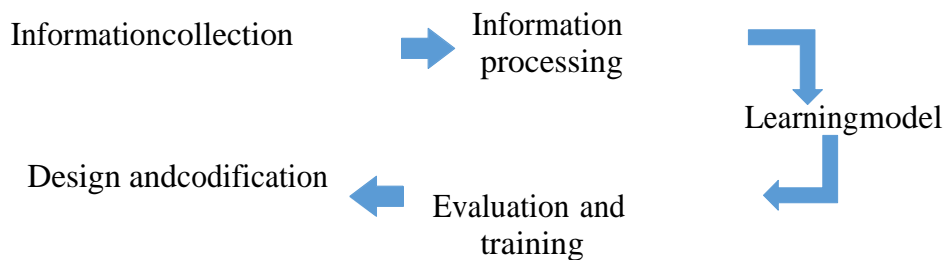 Informationcollection
Information
processing
Learningmodel
Evaluation and
training
Design andcodification